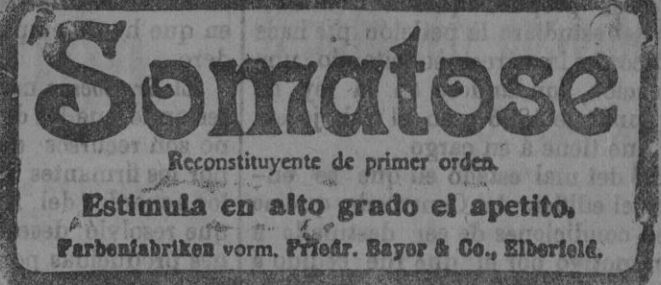 Somatose
Reconstituyente de primer orden.
Estimula en alto grado el apetito.
Farbenfabriken vorm. Friedr. Bayer & Co., Elberfeld.